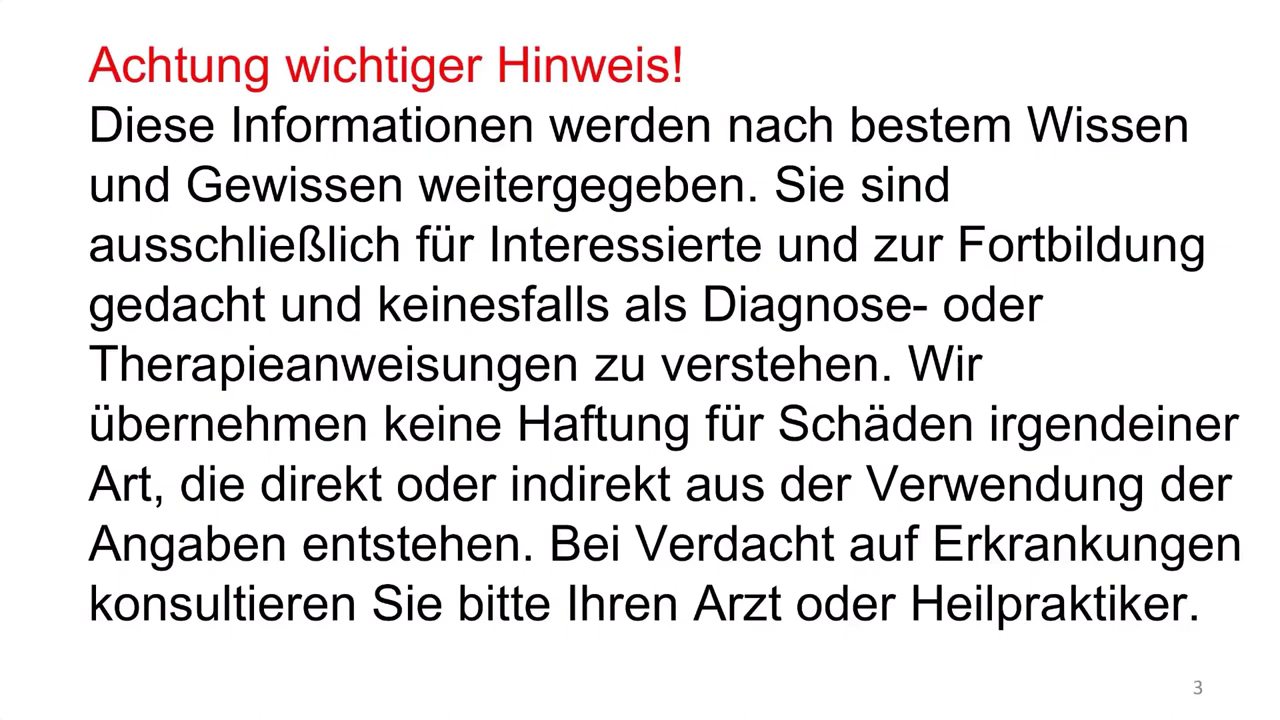 Achtung wichtiger Hinweis!
Diese Informationen werden nach bestem Wissen
und Gewissen weitergegeben. Sie sind
ausschließlich für Interessierte und zur Fortbildung
gedacht und keinesfalls als Diagnose- oder
Therapieanweisungen zu verstehen. Wir
übernehmen keine Haftung für Schäden irgendeiner
Art, die direkt oder indirekt aus der Verwendung der
Angaben entstehen. Bei Verdacht auf Erkrankungen
konsultieren Sie bitte Ihren Arzt oder Heilpraktiker.
3